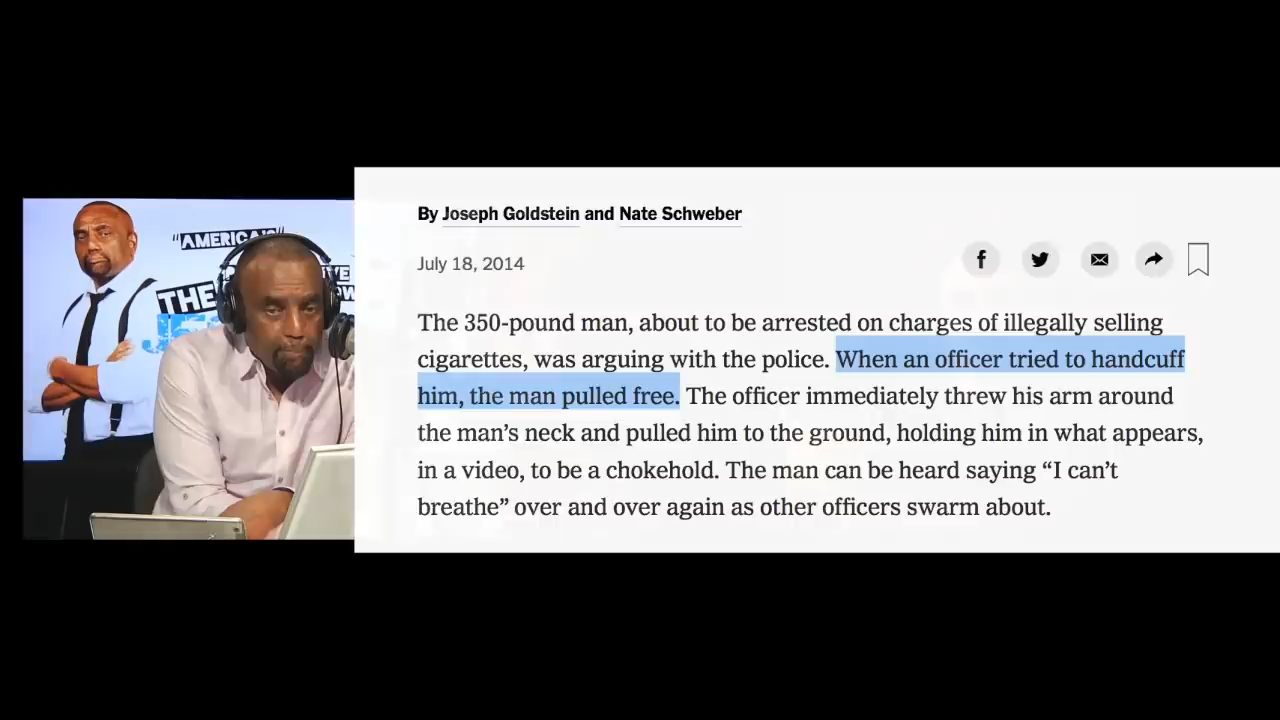 "AMERICA'S"
THE
By Joseph Goldstein and Nate Schweber
July 18, 2014
The 350-pound man, about to be arrested on charges of illegally selling
cigarettes, was arguing with the police. When an officer tried to handcuff
him, the man pulled free. The officer immediately threw his arm around
the man’s neck and pulled him to the ground, holding him in what appears,
in a video, to be a chokehold. The man can be heard saying “I can’t
breathe” over and over again as other officers swarm about.